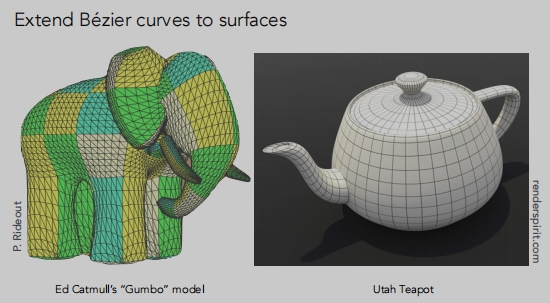 Extend Bézier curves to surfaces
P. Rideout
renderspirit.com
Ed Catmull's "Gumbo" model
Utah Teapot